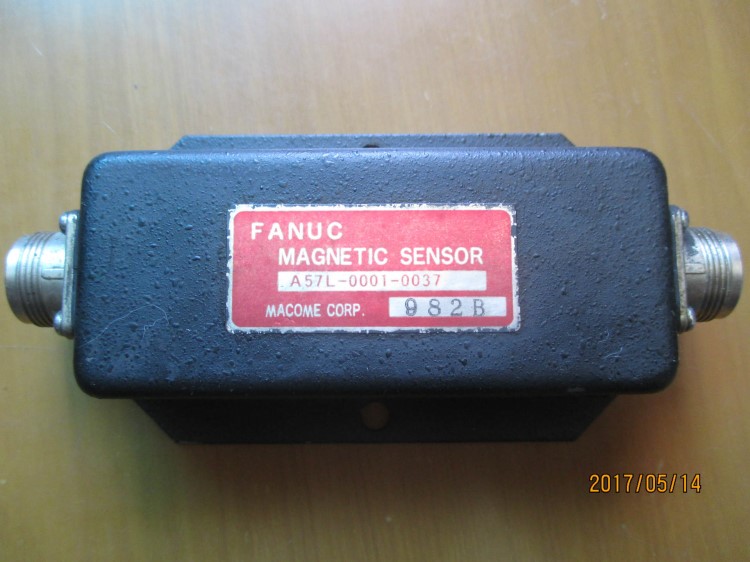 FANUC
MAGNETIC SENSOR
A57L-0001-0037
MACOME CORP. 982B
2017/05/14